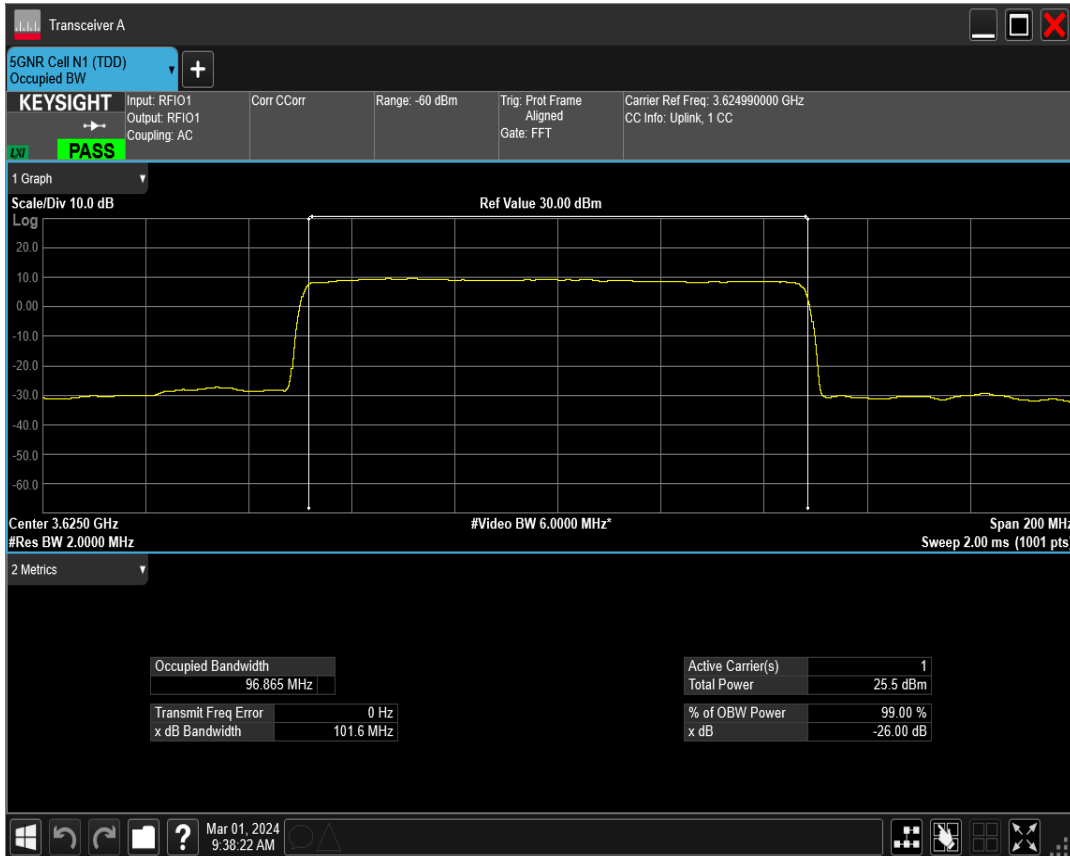 Transceiver A
5GNR Cell N1 (TDD)
Occupied BW
+
KEYSIGHT
LXI
PASS
Input: RFIO1
Output: RFIO1
Coupling: AC
Corr CCorr
Range: -60 dBm
Trig: Prot Frame
Aligned
Gate: FFT
Carrier Ref Freq: 3.624990000 GHz
CC Info: Uplink, 1 CC
1 Graph
Scale/Div 10.0 dB
Ref Value 30.00 dBm
Log
20.0
10.0
0.00
-10.0
-20.0
-30.0
-40.0
-50.0
-60.0
Center 3.6250 GHz
#Video BW 6.0000 MHz*
Span 200 MHz
#Res BW 2.0000 MHz
Sweep 2.00 ms (1001 pts)
2 Metrics
Occupied Bandwidth
96.865 MHz
Transmit Freq Error 0 Hz
x dB Bandwidth 101.6 MHz
Active Carrier(s) 1
Total Power 25.5 dBm
% of OBW Power 99.00 %
x dB -26.00 dB
?
Mar 01, 2024
9:38:22 AM